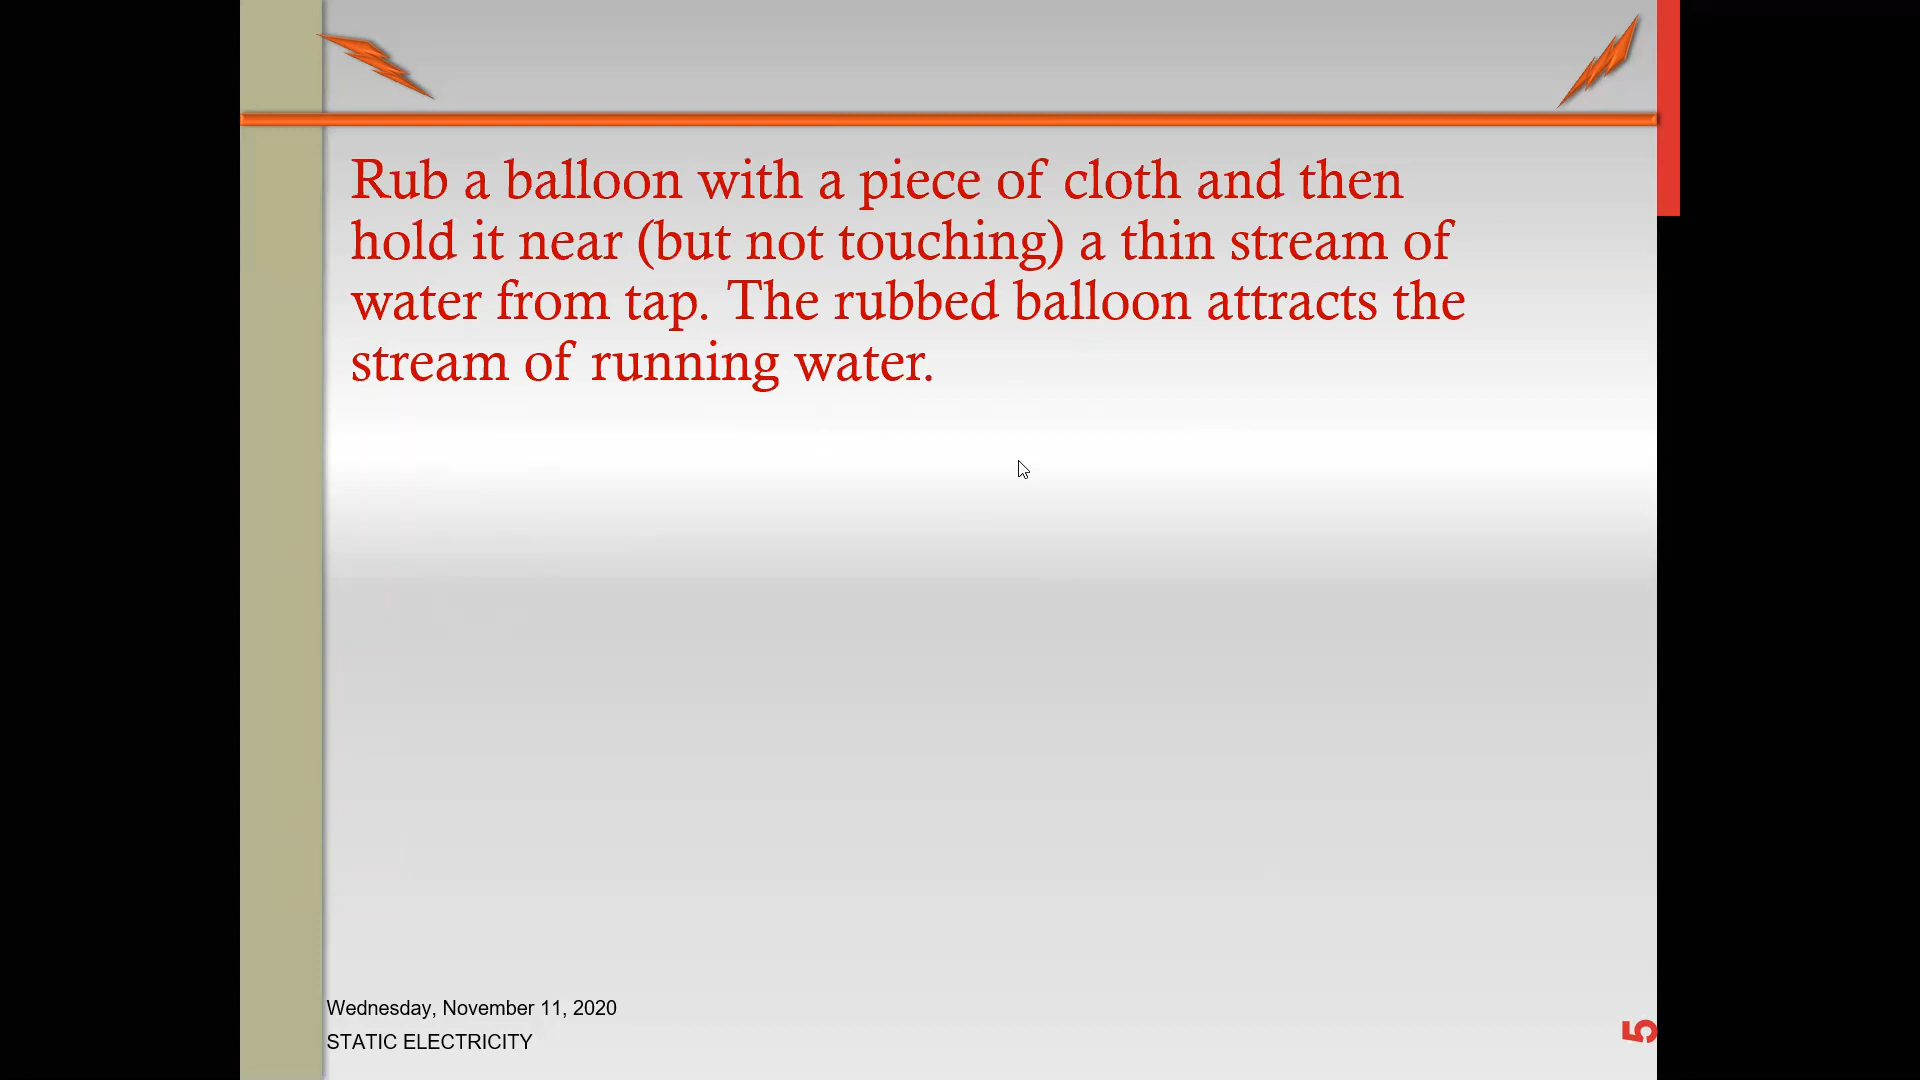 Rub a balloon with a piece of cloth and then
hold it near (but not touching) a thin stream of
water from tap. The rubbed balloon attracts the
stream of running water.
Wednesday, November 11, 2020
STATIC ELECTRICITY
5